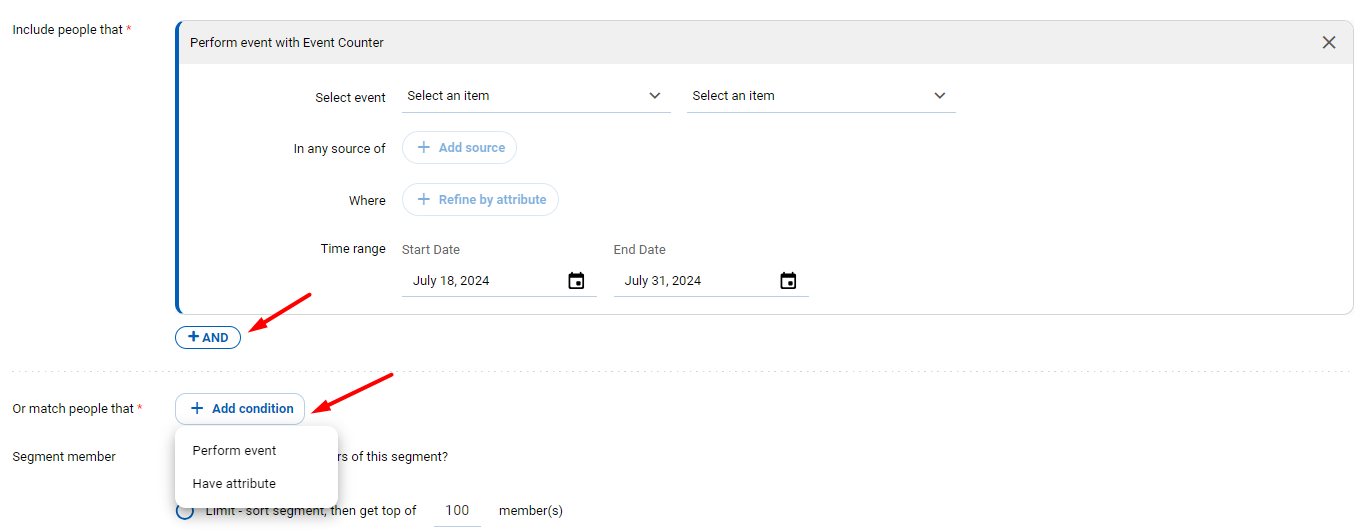 Include people that *
Perform event with Event Counter
Select event Select an item Select an item
In any source of + Add source
Where + Refine by attribute
Time range Start Date End Date
July 18, 2024 July 31, 2024
+ AND
Or match people that * + Add condition
Perform event
Segment member rs of this segment?
Have attribute
Limit - sort segment, then get top of 100 member(s)